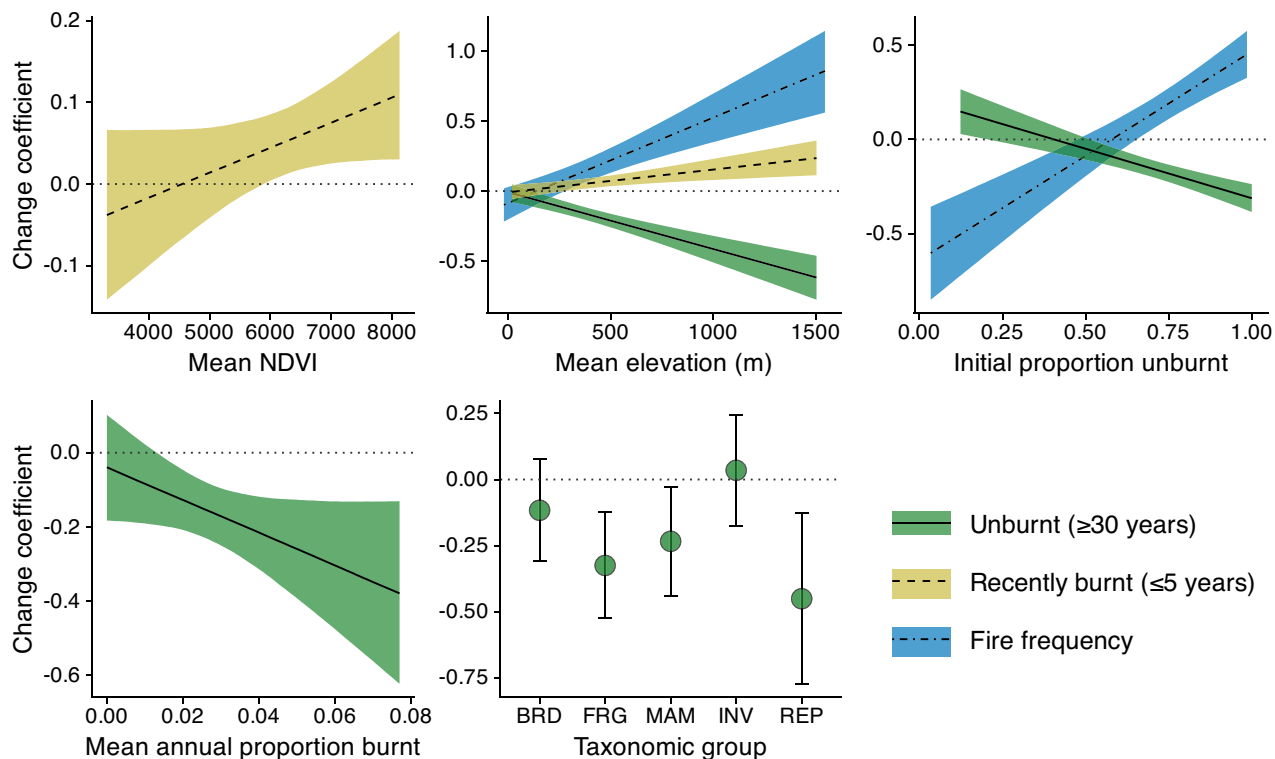 Change coefficient
0.2
0.1
0.0
-0.1
4000 5000 6000 7000 8000
Mean NDVI
1.0
0.5
0.0
-0.5
0 500 1000 1500
Mean elevation (m)
0.5
0.0
-0.5
0.00 0.25 0.50 0.75 1.00
Initial proportion unburnt
Change coefficient
0.0
-0.2
-0.4
-0.6
0.00 0.02 0.04 0.06 0.08
Mean annual proportion burnt
0.25
0.00
-0.25
-0.50
-0.75
BRD FRG MAM INV REP
Taxonomic group
Unburnt (≥30 years)
Recently burnt (≤5 years)
Fire frequency